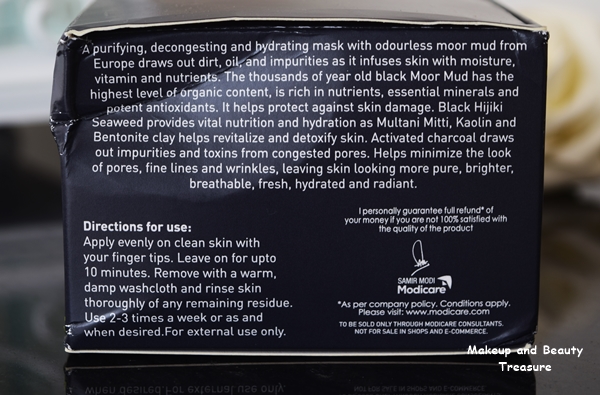 A purifying, decongesting and hydrating mask with odourless moor mud from
Europe draws out dirt, oil, and impurities as it infuses skin with moisture,
vitamin and nutrients. The thousands of year old black Moor Mud has the
highest level of organic content, is rich in nutrients, essential minerals and
potent antioxidants. It helps protect against skin damage. Black Hijiki
Seaweed provides vital nutrition and hydration as Multani Mitti, Kaolin and
Bentonite clay helps revitalize and detoxify skin. Activated charcoal draws
out impurities and toxins from congested pores. Helps minimize the look
of pores, fine lines and wrinkles, leaving skin looking more pure, brighter,
breathable, fresh, hydrated and radiant.
Directions for use:
Apply evenly on clean skin with
your finger tips. Leave on for upto
10 minutes. Remove with a warm,
damp washcloth and rinse skin
thoroughly of any remaining residue.
Use 2-3 times a week or as and
when desired.For external use only.
I personally guarantee full refund* of
your money if you are not 100% satisfied with
the quality of the product
SAMIR MODI
Modicare
*As per company policy. Conditions apply.
Please visit: www.modicare.com
TO BE SOLD ONLY THROUGH MODICARE CONSULTANTS.
NOT FOR SALE IN SHOPS AND E-COMMERCE.
Makeup and Beauty
Treasure